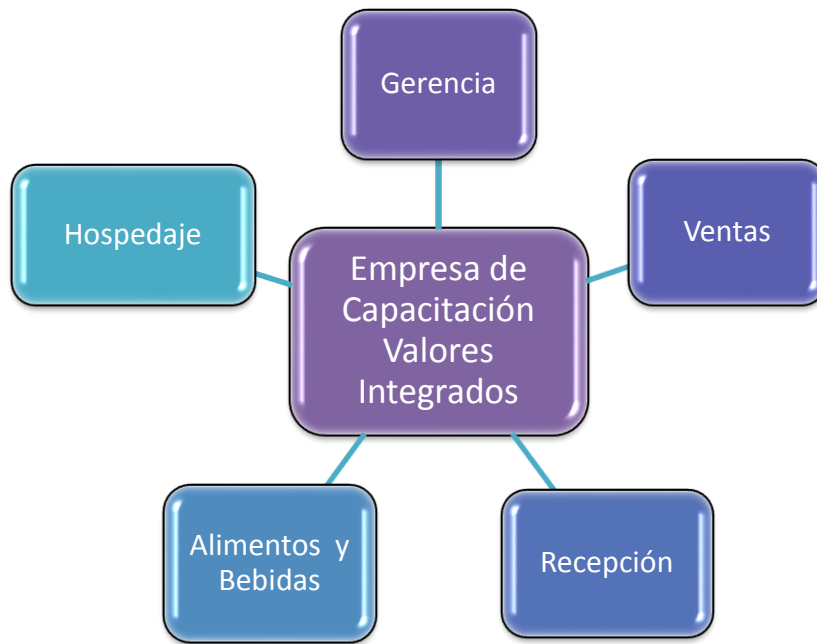 Gerencia
Hospedaje
Ventas
Empresa de
Capacitación
Valores
Integrados
Alimentos y
Bebidas
Recepción